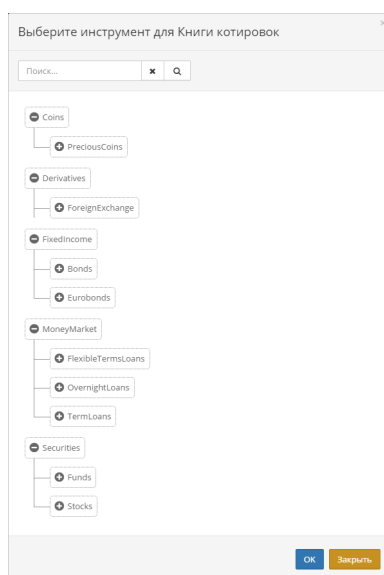 Выберите инструмент для Книги котировок
Поиск...
Coins
PreciousCoins
Derivatives
ForeignExchange
FixedIncome
Bonds
Eurobonds
MoneyMarket
FlexibleTermsLoans
OvernightLoans
TermLoans
Securities
Funds
Stocks
ОК Закрыть